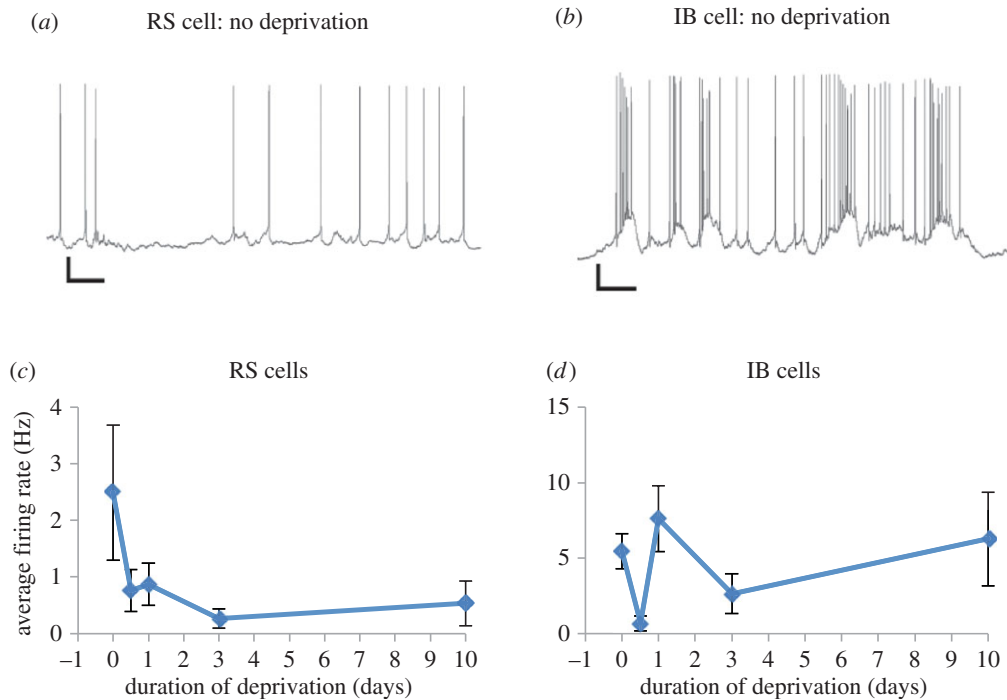 (a) RS cell: no deprivation
(b) IB cell: no deprivation
(c) RS cells
average firing rate (Hz)
4
3
2
1
0
–1 0 1 2 3 4 5 6 7 8 9 10
duration of deprivation (days)
(d) IB cells
15
10
5
0
–1 0 1 2 3 4 5 6 7 8 9 10
duration of deprivation (days)